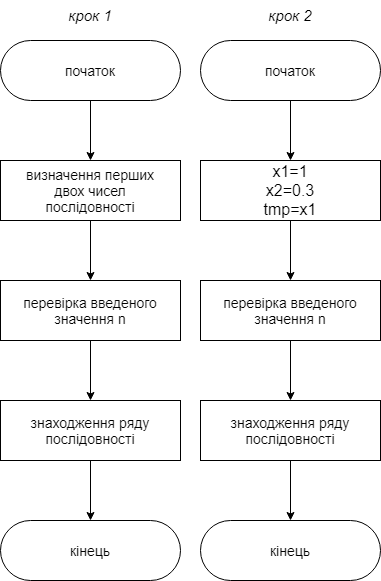 крок 1
початок
визначення перших
двох чисел
послідовності
перевірка введеного
значення n
знаходження ряду
послідовності
кінець
крок 2
початок
x1=1
x2=0.3
tmp=x1
перевірка введеного
значення n
знаходження ряду
послідовності
кінець